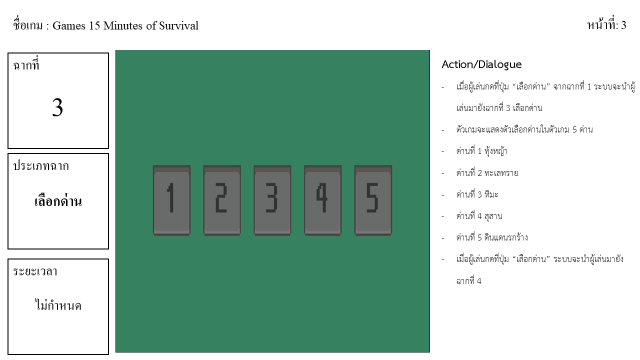 ชื่อเกม : Games 15 Minutes of Survival
หน้าที่: 3
ฉากที่
3
ประเภทฉาก
เลือกด่าน
ระยะเวลา
ไม่กำหนด
1 2 3 4 5
Action/Dialogue
- เมื่อผู้เล่นกดที่ปุ่ม “เลือกด่าน” จากฉากที่ 1 ระบบจะนำผู้
เล่นมายังฉากที่ 3 เลือกด่าน
- ตัวเกมจะแสดงตัวเลือกด่านในตัวเกม 5 ด่าน
- ด่านที่ 1 ทุ่งหญ้า
- ด่านที่ 2 ทะเลทราย
- ด่านที่ 3 หิมะ
- ด่านที่ 4 สุสาน
- ด่านที่ 5 ดินแดนรกร้าง
- เมื่อผู้เล่นกดที่ปุ่ม “เลือกด่าน” ระบบจะนำผู้เล่นมายัง
ฉากที่ 4